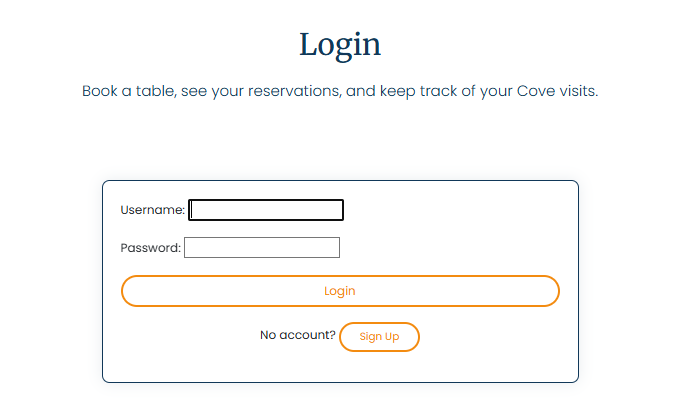 Login
Book a table, see your reservations, and keep track of your Cove visits.
Username:
Password:
Login
No account? Sign Up